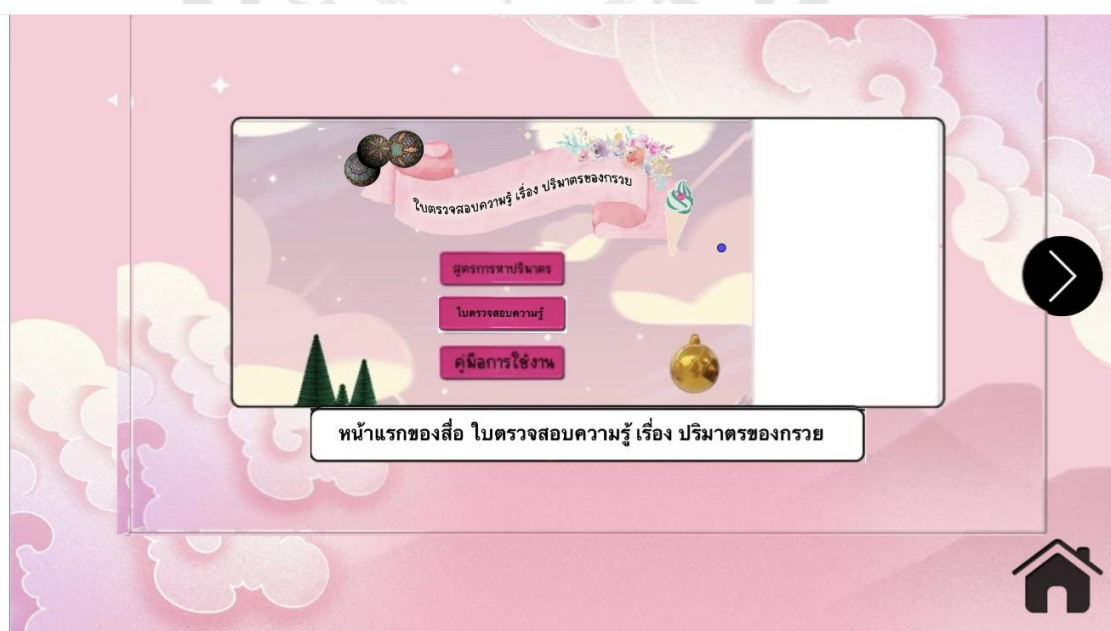 ใบตรวจสอบความรู้ เรื่อง ปริมาตรของกรวย
สูตรการหาปริมาตร
ใบตรวจสอบความรู้
คู่มือการใช้งาน
หน้าแรกของสื่อ ใบตรวจสอบความรู้ เรื่อง ปริมาตรของกรวย